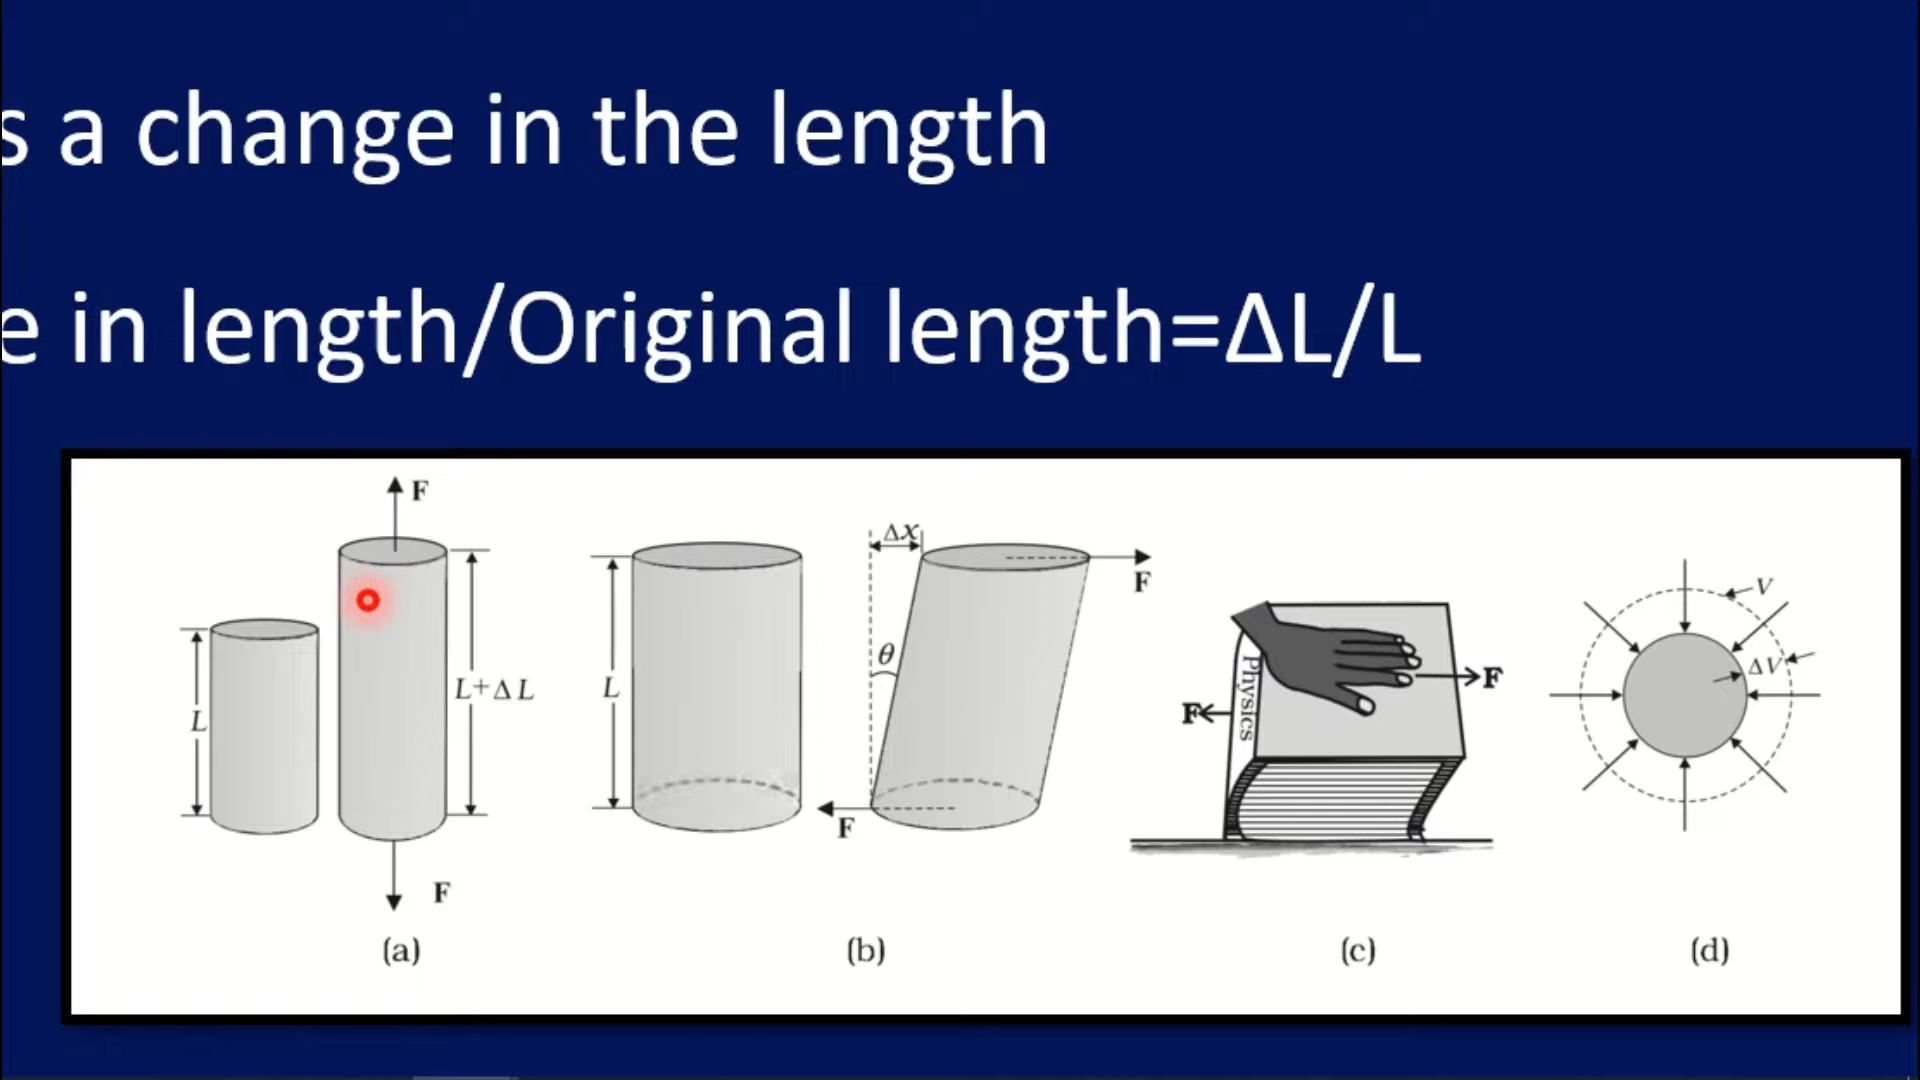 s a change in the length
e in length/Original length=ΔL/L
F
L
L+ΔL
F
(a)
L
Δx
θ
F
F
(b)
Physics
F
F
(c)
V
ΔV
(d)